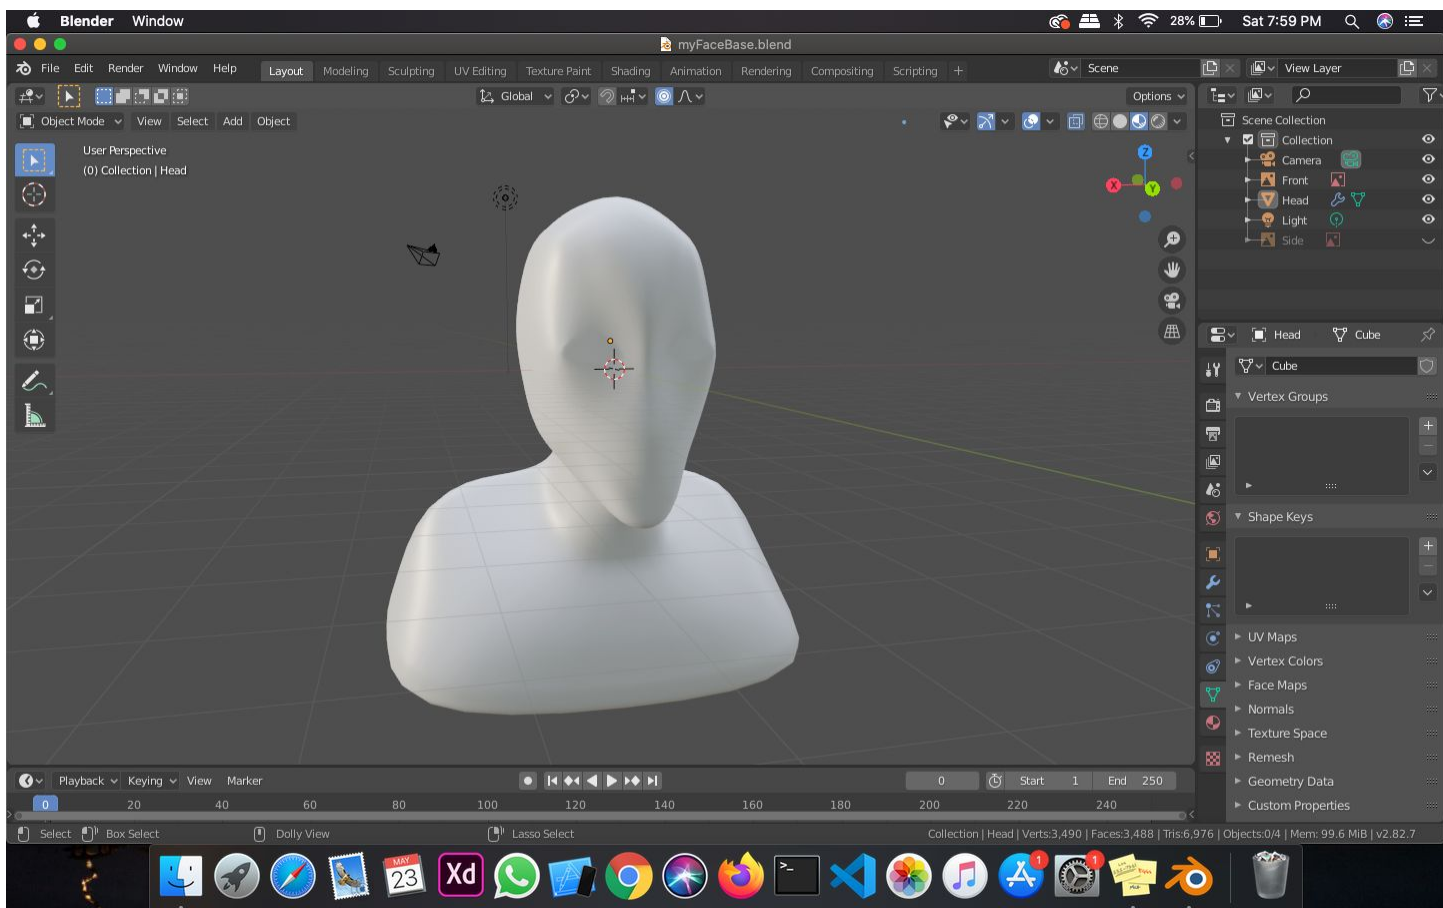 Blender Window 28% Sat 7:59 PM
myFaceBase.blend
File Edit Render Window Help Layout Modeling Sculpting UV Editing Texture Paint Shading Animation Rendering Compositing Scripting + Scene View Layer
Global Options
Object Mode View Select Add Object
User Perspective
(0) Collection | Head
Z
X
Y
Scene Collection
Collection
Camera
Front
Head
Light
Side
Head Cube
Cube
Vertex Groups
Shape Keys
UV Maps
Vertex Colors
Face Maps
Normals
Texture Space
Remesh
Geometry Data
Custom Properties
Playback Keying View Marker 0 Start 1 End 250
0 20 40 60 80 100 120 140 160 180 200 220 240
Select Box Select Dolly View Lasso Select Collection | Head | Verts:3,490 | Faces:3,488 | Tris:6,976 | Objects:0/4 | Mem: 99.6 MiB | v2.82.7
MAY
23
Xd
>_
1
1